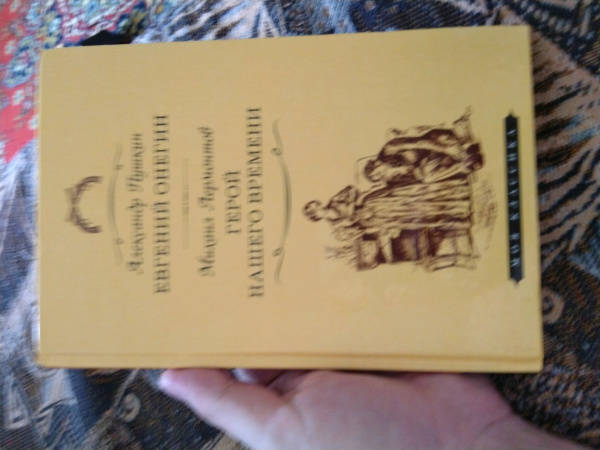 Александр Пушкин
ЕВГЕНИЙ ОНЕГИН
Михаил Лермонтов
ГЕРОЙ
НАШЕГО ВРЕМЕНИ
МОЯ КЛАССИКА